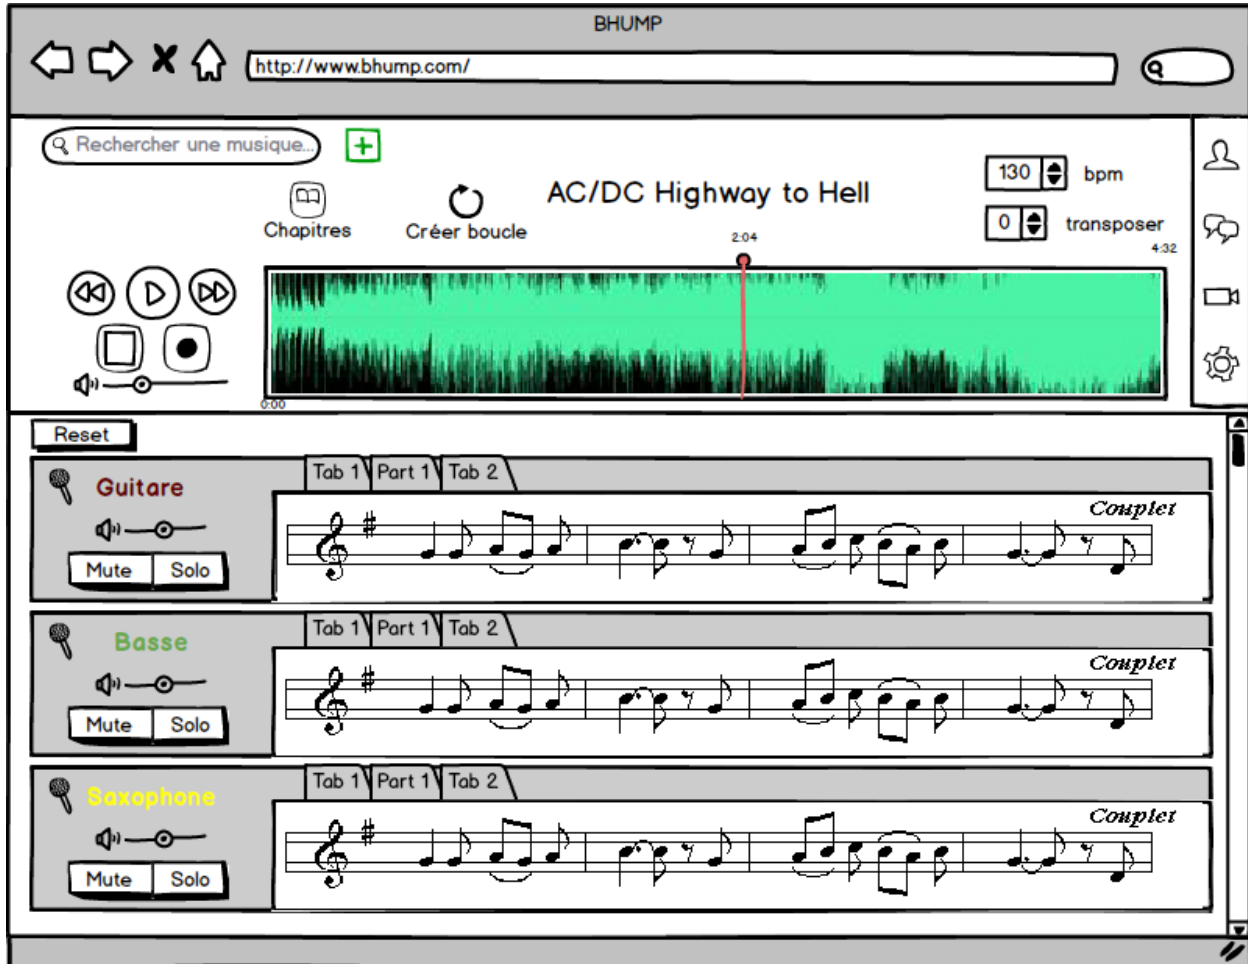 BHUMP
http://www.bhump.com/
Rechercher une musique...
Chapitres
Créer boucle
AC/DC Highway to Hell
130 bpm
0 transposer
2:04
4:32
0:00
Reset
Guitare
Mute Solo
Tab 1 Part 1 Tab 2
Couplet
Basse
Mute Solo
Tab 1 Part 1 Tab 2
Couplet
Saxophone
Mute Solo
Tab 1 Part 1 Tab 2
Couplet